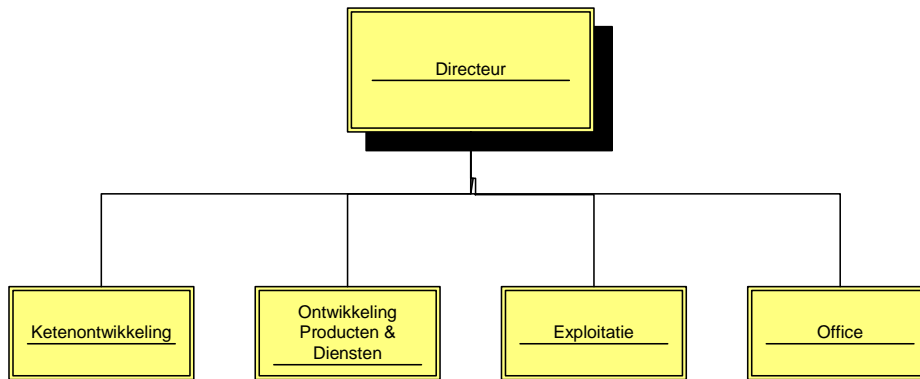 Directeur
Ketenontwikkeling
Ontwikkeling
Producten &
Diensten
Exploitatie
Office